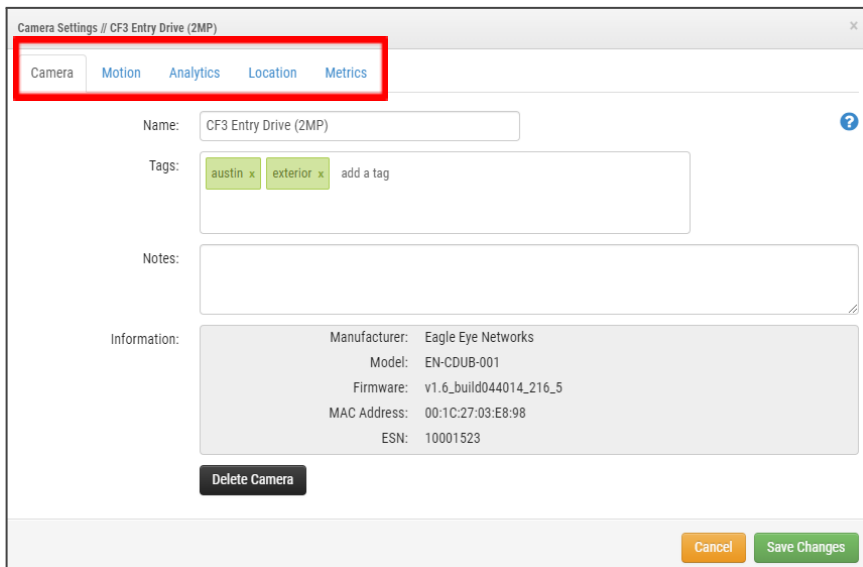 Camera Settings // CF3 Entry Drive (2MP) ×
Camera Motion Analytics Location Metrics
Name: CF3 Entry Drive (2MP) ?
Tags: austin x exterior x add a tag
Notes:
Information:
Manufacturer: Eagle Eye Networks
Model: EN-CDUB-001
Firmware: v1.6_build044014_216_5
MAC Address: 00:1C:27:03:E8:98
ESN: 10001523
Delete Camera
Cancel Save Changes